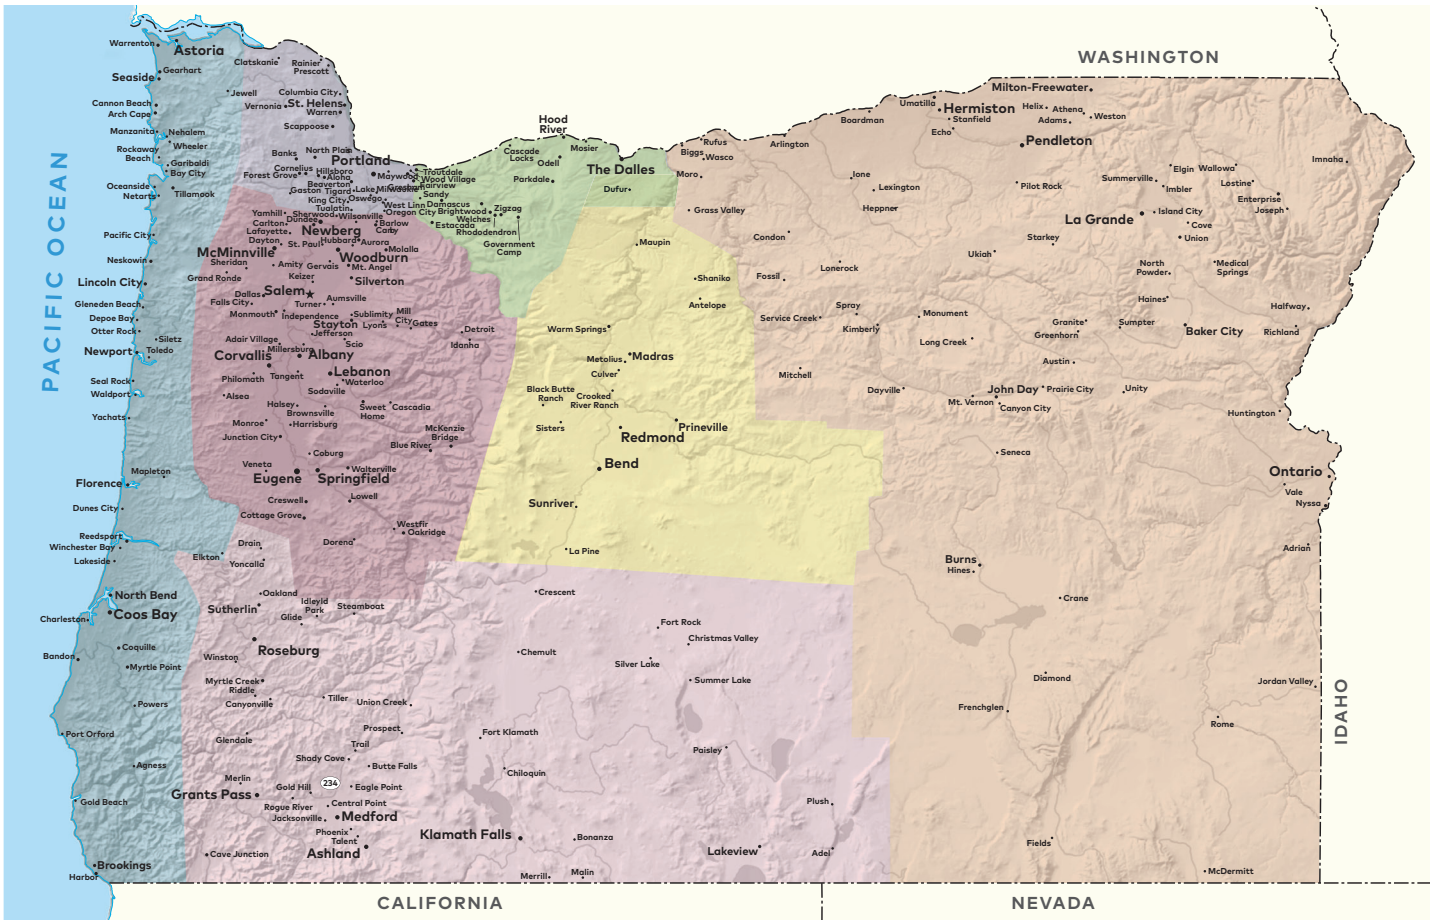 WASHINGTON
PACIFIC OCEAN
IDAHO
CALIFORNIA
NEVADA
Warrenton
Astoria
Gearhart
Seaside
Jewell
Cannon Beach
Arch Cape
Manzanita
Nehalem
Wheeler
Rockaway
Beach
Garibaldi
Bay City
Oceanside
Netarts
Tillamook
Pacific City
Neskowin
Lincoln City
Gleneden Beach
Depoe Bay
Otter Rock
Siletz
Newport
Toledo
Seal Rock
Waldport
Yachats
Mapleton
Florence
Dunes City
Reedsport
Winchester Bay
Lakeside
North Bend
Coos Bay
Charleston
Coquille
Bandon
Myrtle Point
Powers
Port Orford
Agness
Gold Beach
Brookings
Harbor
Clatskanie
Rainier
Prescott
Columbia City
Vernonia
St. Helens
Warren
Scappoose
Banks
North Plains
Portland
Cornelius
Hillsboro
Forest Grove
Aloha
Maywood
Beaverton
Gaston
Tigard
Lake
Oswego
Milwaukie
Gresham
King City
Tualatin
West Linn
Troutdale
Wood Village
Fairview
Sandy
Damascus
Oregon City
Brightwood
Zigzag
Welches
Estacada
Rhododendron
Government
Camp
Hood
River
Cascade
Locks
Mosier
Odell
Parkdale
The Dalles
Dufur
Yamhill
Sherwood
Wilsonville
Carlton
Dundee
Barlow
Lafayette
Newberg
Canby
Dayton
St. Paul
Hubbard
Aurora
McMinnville
Woodburn
Molalla
Sheridan
Amity
Gervais
Mt. Angel
Grand Ronde
Keizer
Silverton
Dallas
Salem
Falls City
Turner
Aumsville
Monmouth
Independence
Sublimity
Mill
City
Stayton
Lyons
Gates
Detroit
Jefferson
Idanha
Adair Village
Millersburg
Scio
Corvallis
Albany
Philomath
Tangent
Lebanon
Waterloo
Sodaville
Alsea
Halsey
Brownsville
Sweet
Home
Cascadia
Monroe
Harrisburg
McKenzie
Bridge
Junction City
Blue River
Coburg
Veneta
Walterville
Eugene
Springfield
Creswell
Lowell
Cottage Grove
Westfir
Oakridge
Dorena
Maupin
Shaniko
Antelope
Warm Springs
Metolius
Madras
Culver
Black Butte
Ranch
Crooked
River Ranch
Sisters
Redmond
Prineville
Bend
Sunriver
La Pine
Drain
Elkton
Yoncalla
Oakland
Sutherlin
Idleyld
Park
Steamboat
Glide
Roseburg
Winston
Myrtle Creek
Riddle
Canyonville
Tiller
Union Creek
Glendale
Prospect
Trail
Shady Cove
Butte Falls
Merlin
234
Gold Hill
Eagle Point
Grants Pass
Rogue River
Central Point
Jacksonville
Medford
Phoenix
Talent
Ashland
Cave Junction
Crescent
Fort Rock
Christmas Valley
Chemult
Silver Lake
Summer Lake
Fort Klamath
Paisley
Chiloquin
Plush
Klamath Falls
Bonanza
Lakeview
Adel
Merrill
Malin
Rufus
Biggs
Wasco
Moro
Grass Valley
Arlington
Boardman
Umatilla
Hermiston
Stanfield
Echo
Milton-Freewater
Helix
Athena
Adams
Weston
Pendleton
Ione
Lexington
Heppner
Pilot Rock
Condon
Fossil
Lonerock
Ukiah
Starkey
La Grande
Elgin
Wallowa
Summerville
Imbler
Lostine
Enterprise
Joseph
Imnaha
Island City
Cove
Union
North
Powder
Medical
Springs
Haines
Halfway
Service Creek
Spray
Kimberly
Monument
Long Creek
Granite
Greenhorn
Sumpter
Baker City
Richland
Mitchell
Austin
Dayville
John Day
Prairie City
Unity
Mt. Vernon
Canyon City
Huntington
Seneca
Ontario
Vale
Nyssa
Adrian
Burns
Hines
Crane
Diamond
Frenchglen
Jordan Valley
Rome
Fields
McDermitt